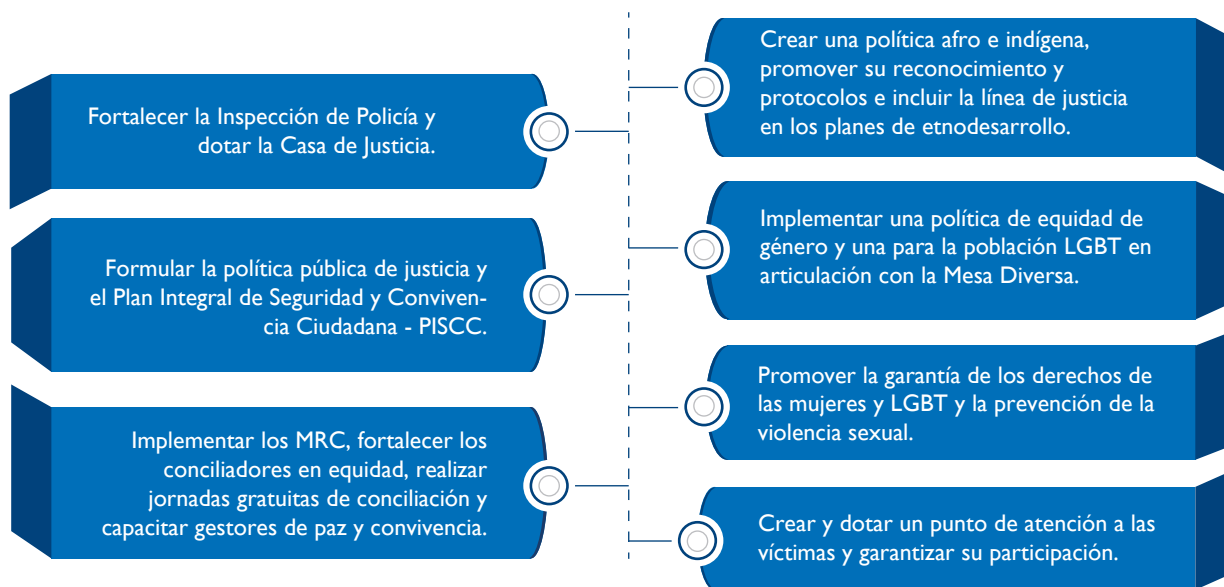 Fortalecer la Inspección de Policía y
dotar la Casa de Justicia.
Formular la política pública de justicia y
el Plan Integral de Seguridad y Conviven-
cia Ciudadana - PISCC.
Implementar los MRC, fortalecer los
conciliadores en equidad, realizar
jornadas gratuitas de conciliación y
capacitar gestores de paz y convivencia.
Crear una política afro e indígena,
promover su reconocimiento y
protocolos e incluir la línea de justicia
en los planes de etnodesarrollo.
Implementar una política de equidad de
género y una para la población LGBT en
articulación con la Mesa Diversa.
Promover la garantía de los derechos de
las mujeres y LGBT y la prevención de la
violencia sexual.
Crear y dotar un punto de atención a las
víctimas y garantizar su participación.